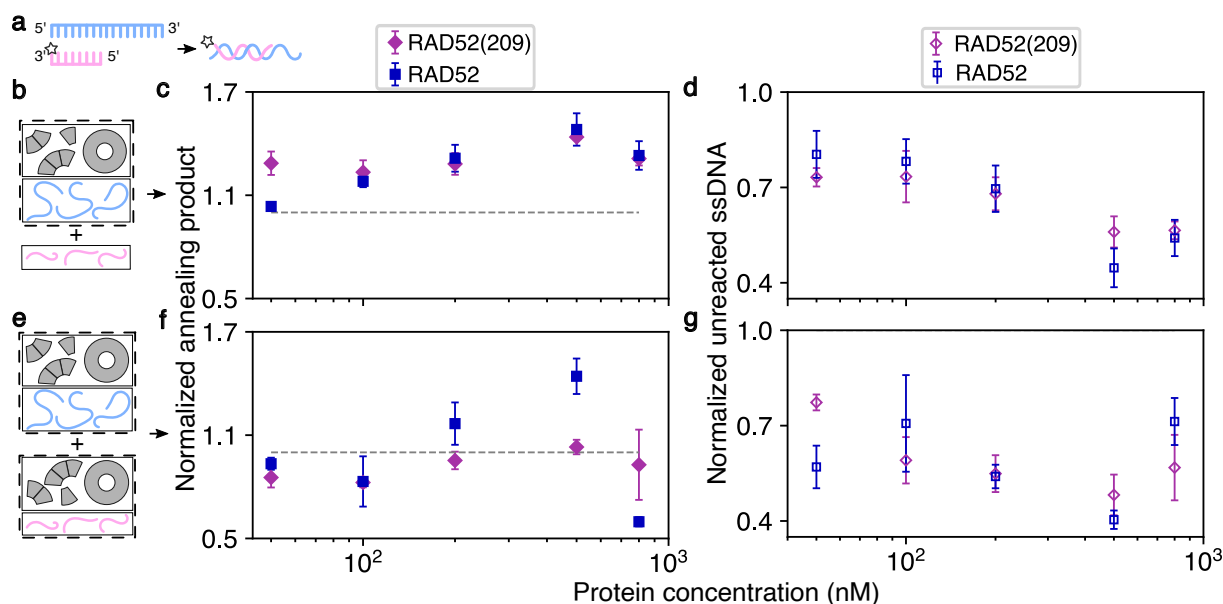 a
5' 3'
3' 5'
RAD52(209)
RAD52
RAD52(209)
RAD52
b
+
c
1.7
1.1
0.5
d
1.0
0.7
0.4
Normalized annealing product
Normalized unreacted ssDNA
e
+
f
1.7
1.1
0.5
10² 10³
g
1.0
0.7
0.4
10² 10³
Protein concentration (nM)